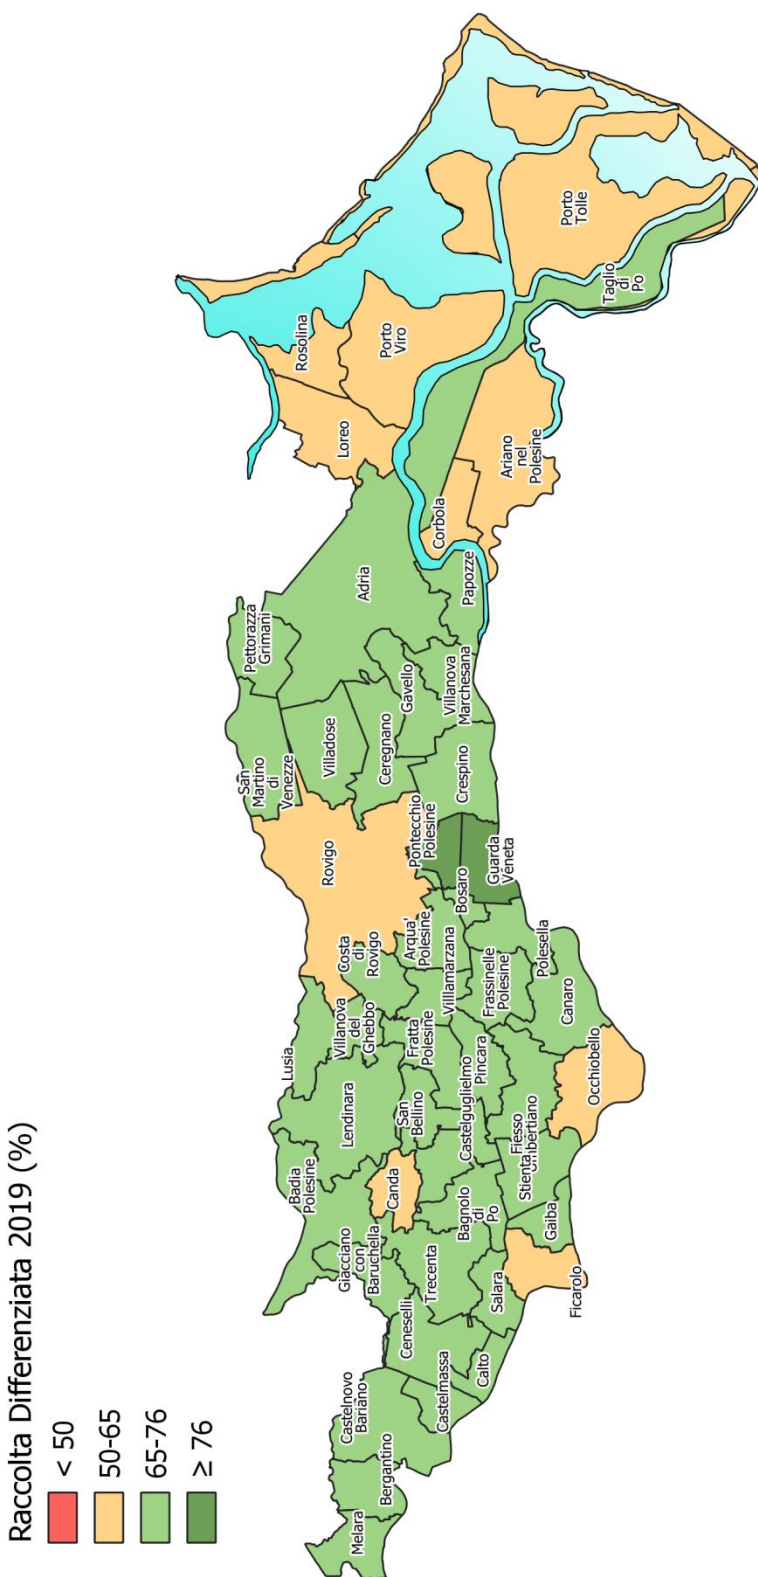 Raccolta Differenziata 2019 (%)
< 50
50-65
65-76
≥ 76
Melara
Bergantino
Castelnovo
Bariano
Castelmassa
Calto
Ceneselli
Salara
Trecenta
Giacciano
con
Baruchella
Badia
Polesine
Ficarolo
Gaiba
Bagnolo
di
Po
Canda
Stienta
Fiesso
Umbertiano
Castelguglielmo
San
Bellino
Lendinara
Lusia
Occhiobello
Pincara
Fratta
Polesine
Villanova
del
Ghebbo
Costa
di
Rovigo
Canaro
Frassinelle
Polesine
Polesella
Villlamarzana
Arqua'
Polesine
Bosaro
Guarda
Veneta
Pontecchio
Polesine
Rovigo
San
Martino
di
Venezze
Villadose
Ceregnano
Crespino
Gavello
Villanova
Marchesana
Pettorazza
Grimani
Adria
Papozze
Corbola
Ariano
nel
Polesine
Loreo
Rosolina
Porto
Viro
Taglio
di
Po
Porto
Tolle